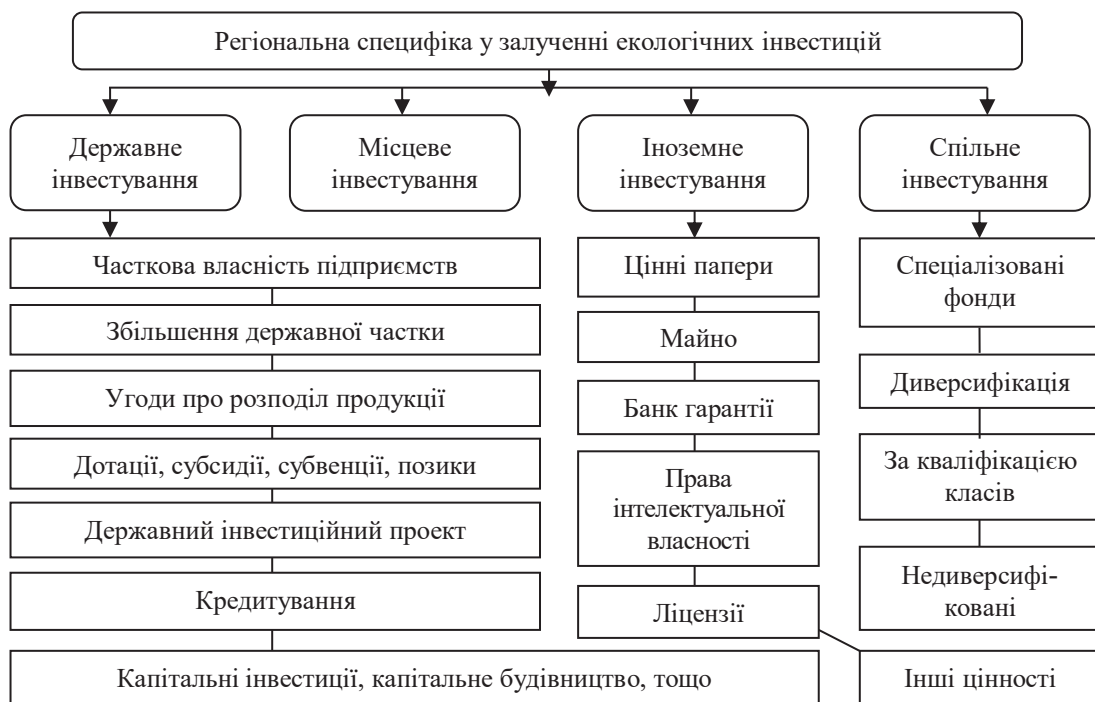 Регіональна специфіка у залученні екологічних інвестицій
Державне
інвестування
Місцеве
інвестування
Іноземне
інвестування
Спільне
інвестування
Часткова власність підприємств
Збільшення державної частки
Угоди про розподіл продукції
Дотації, субсидії, субвенції, позики
Державний інвестиційний проект
Кредитування
Капітальні інвестиції, капітальне будівництво, тощо
Цінні папери
Майно
Банк гарантії
Права
інтелектуальної
власності
Ліцензії
Спеціалізовані
фонди
Диверсифікація
За кваліфікацією
класів
Недиверсифі-
ковані
Інші цінності